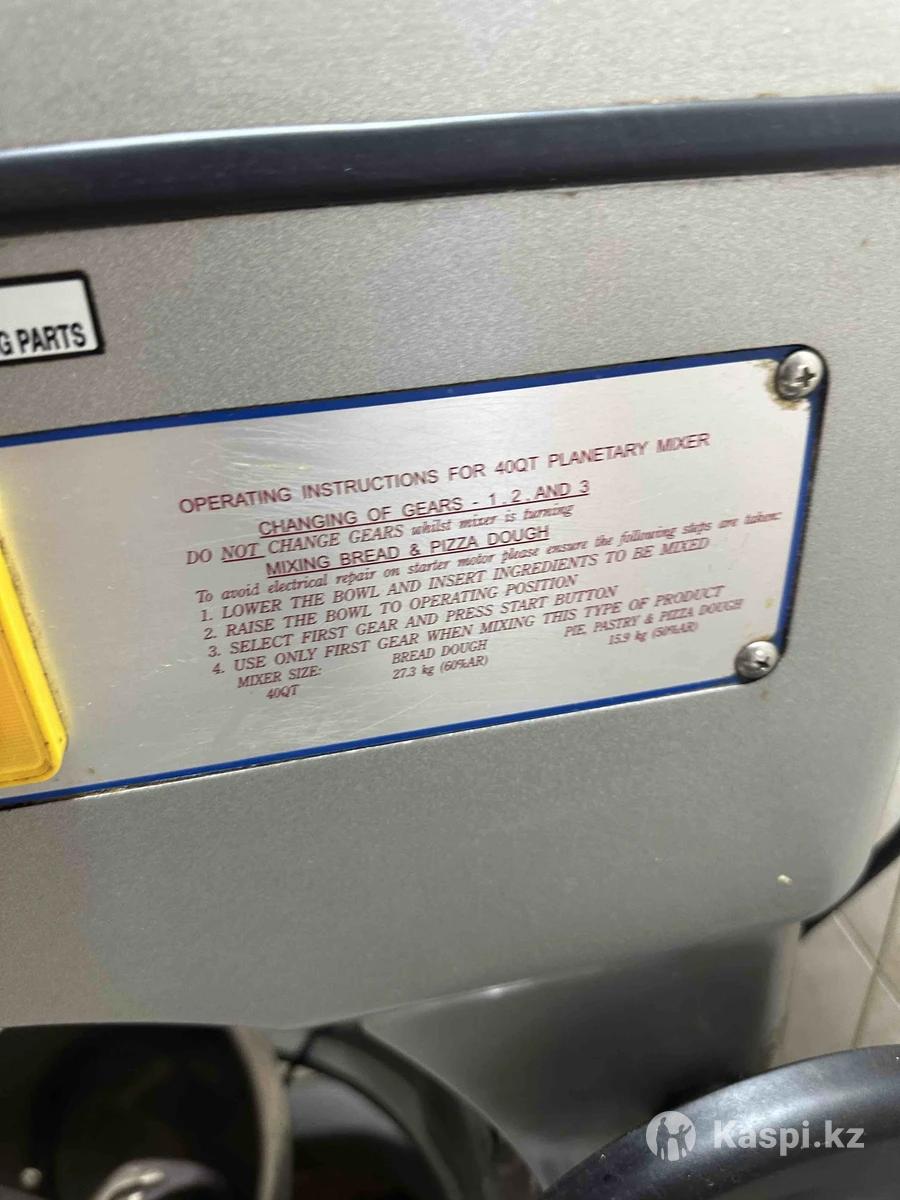 G PARTS
OPERATING INSTRUCTIONS FOR 40QT PLANETARY MIXER
CHANGING OF GEARS - 1, 2, AND 3
DO NOT CHANGE GEARS whilst mixer is turning
MIXING BREAD & PIZZA DOUGH
To avoid electrical repair on starter motor please ensure the following steps are taken:
1. LOWER THE BOWL AND INSERT INGREDIENTS TO BE MIXED
2. RAISE THE BOWL TO OPERATING POSITION
3. SELECT FIRST GEAR AND PRESS START BUTTON
4. USE ONLY FIRST GEAR WHEN MIXING THIS TYPE OF PRODUCT
MIXER SIZE: BREAD DOUGH PIE, PASTRY & PIZZA DOUGH
40QT 27.3 kg (60%AR) 15.9 kg (50%AR)
Kaspi.kz